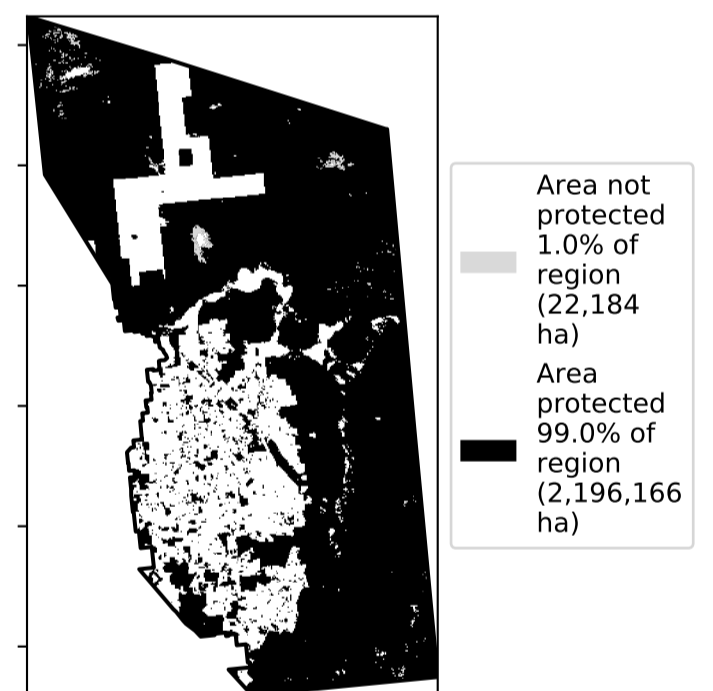 Area not
protected
1.0% of
region
(22,184
ha)
Area
protected
99.0% of
region
(2,196,166
ha)